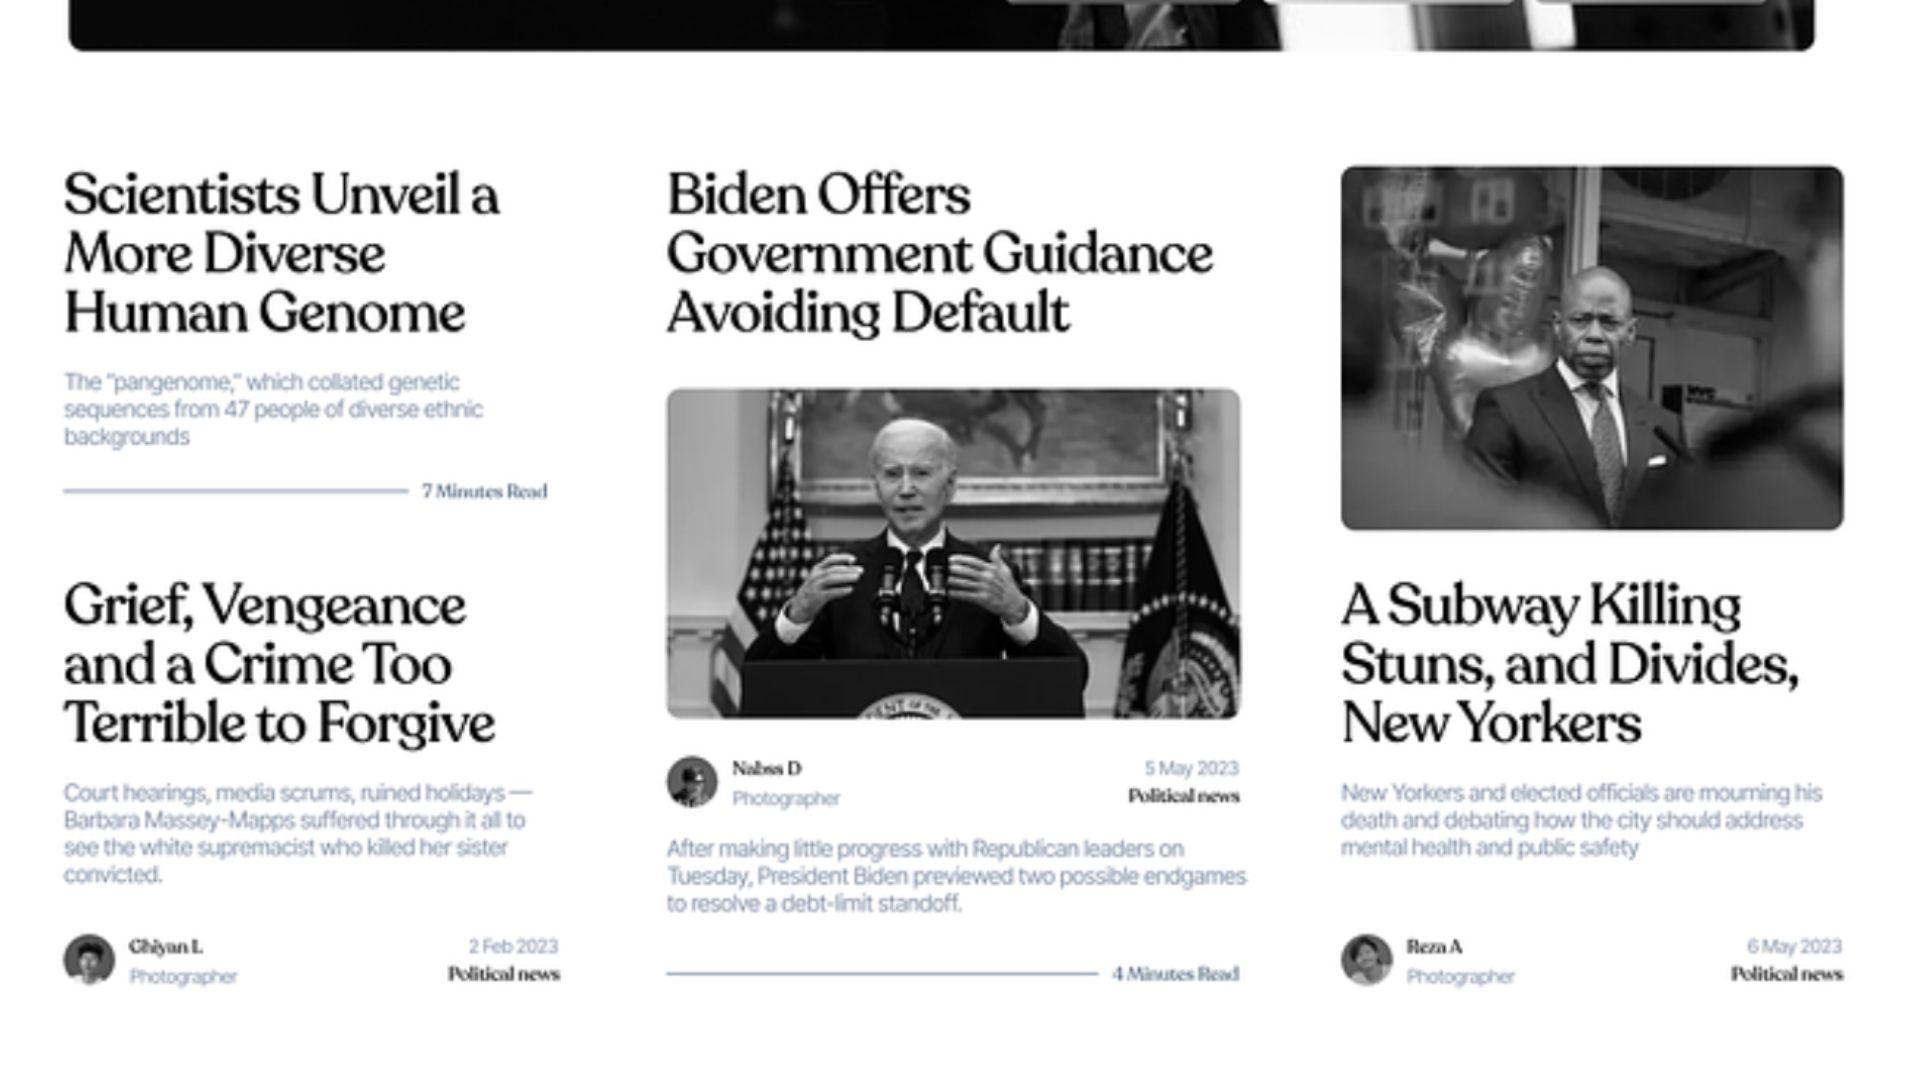 Scientists Unveil a
More Diverse
Human Genome
The "pangenome," which collated genetic
sequences from 47 people of diverse ethnic
backgrounds
7 Minutes Read
Grief, Vengeance
and a Crime Too
Terrible to Forgive
Court hearings, media scrums, ruined holidays —
Barbara Massey-Mapps suffered through it all to
see the white supremacist who killed her sister
convicted.
Ghiyan L
Photographer
2 Feb 2023
Political news
Biden Offers
Government Guidance
Avoiding Default
ENT OF THE
Nabss D
Photographer
5 May 2023
Political news
After making little progress with Republican leaders on
Tuesday, President Biden previewed two possible endgames
to resolve a debt-limit standoff.
4 Minutes Read
NYC
A Subway Killing
Stuns, and Divides,
New Yorkers
New Yorkers and elected officials are mourning his
death and debating how the city should address
mental health and public safety
Reza A
Photographer
6 May 2023
Political news